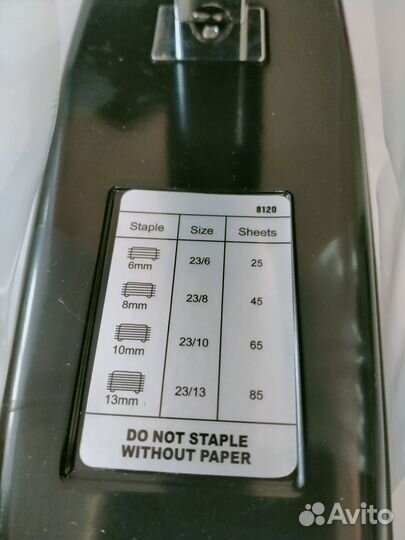 8120
Staple Size Sheets
6mm 23/6 25
8mm 23/8 45
10mm 23/10 65
13mm 23/13 85
DO NOT STAPLE
WITHOUT PAPER
Avito